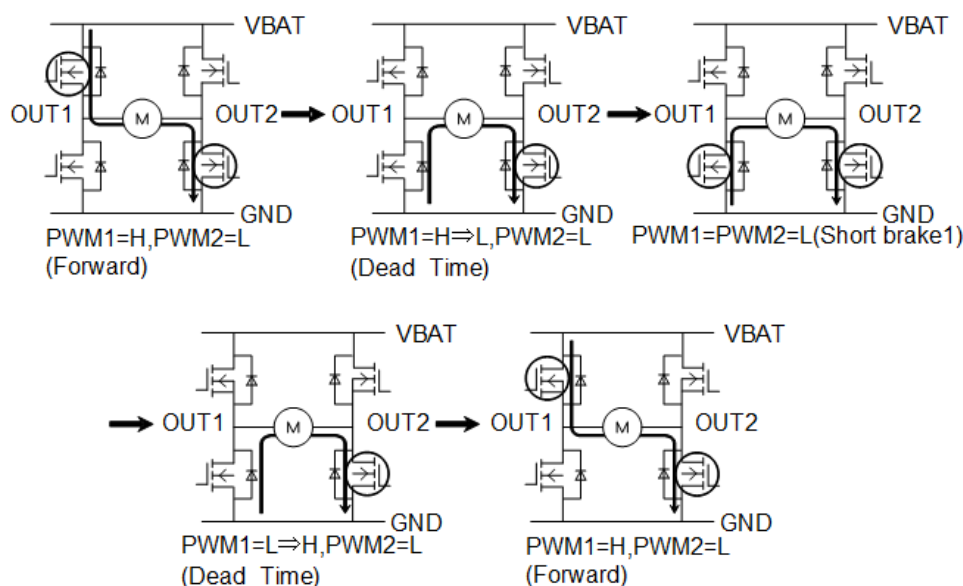 VBAT
VBAT
VBAT
OUT1
M
OUT2
OUT1
M
OUT2
OUT1
M
OUT2
GND
GND
GND
PWM1=H,PWM2=L
(Forward)
PWM1=H⇒L,PWM2=L
(Dead Time)
PWM1=PWM2=L(Short brake1)
VBAT
VBAT
OUT1
M
OUT2
OUT1
M
OUT2
GND
GND
PWM1=L⇒H,PWM2=L
(Dead Time)
PWM1=H,PWM2=L
(Forward)